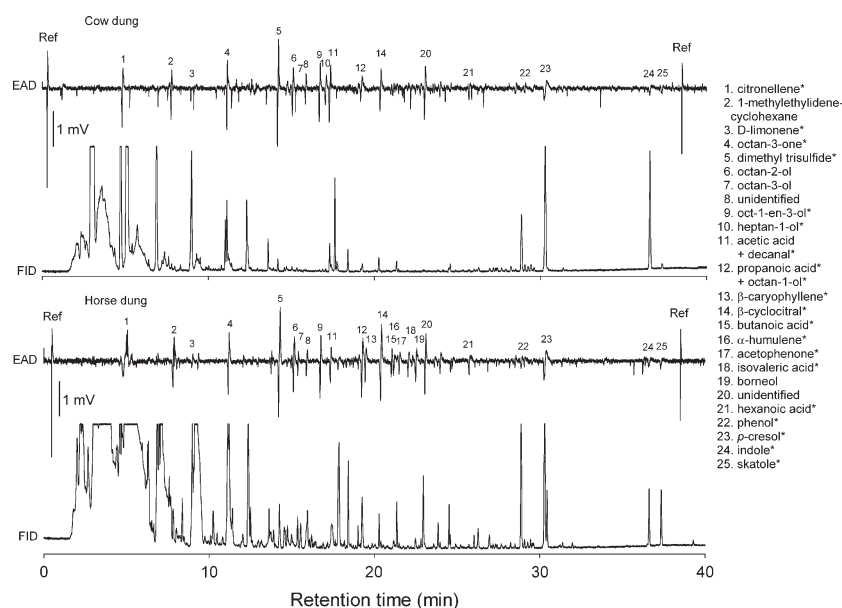 Cow dung
Ref
1
2
3
4
5
6
7
8
9
10
11
12
14
20
21
22
23
24
25
Ref
EAD
1 mV
FID
Horse dung
Ref
1
2
3
4
5
6
7
8
9
11
12
13
14
15
16
17
18
19
20
21
22
23
24
25
Ref
EAD
1 mV
FID
0
10
20
30
40
Retention time (min)
1. citronellene*
2. 1-methylethylidene-
cyclohexane
3. D-limonene*
4. octan-3-one*
5. dimethyl trisulfide*
6. octan-2-ol
7. octan-3-ol
8. unidentified
9. oct-1-en-3-ol*
10. heptan-1-ol*
11. acetic acid
+ decanal*
12. propanoic acid*
+ octan-1-ol*
13. β-caryophyllene*
14. β-cyclocitral*
15. butanoic acid*
16. α-humulene*
17. acetophenone*
18. isovaleric acid*
19. borneol
20. unidentified
21. hexanoic acid*
22. phenol*
23. p-cresol*
24. indole*
25. skatole*